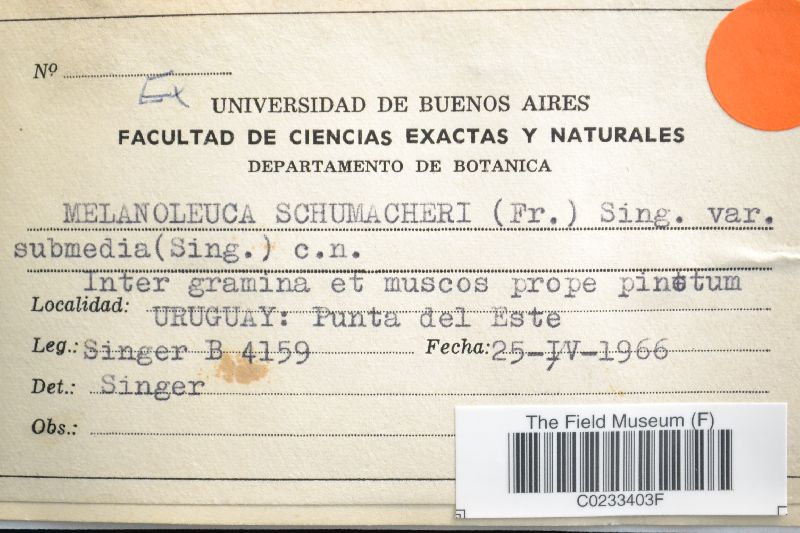 Nº
Ex
UNIVERSIDAD DE BUENOS AIRES
FACULTAD DE CIENCIAS EXACTAS Y NATURALES
DEPARTAMENTO DE BOTANICA
MELANOLEUCA SCHUMACHERI (Fr.) Sing. var.
submedia(Sing.) c.n.
Inter gramina et muscos prope pinetum
Localidad: URUGUAY: Punta del Este
Leg.: Singer B 4159 Fecha: 25-IV-1966
Det.: Singer
Obs.:
The Field Museum (F)
C0233403F